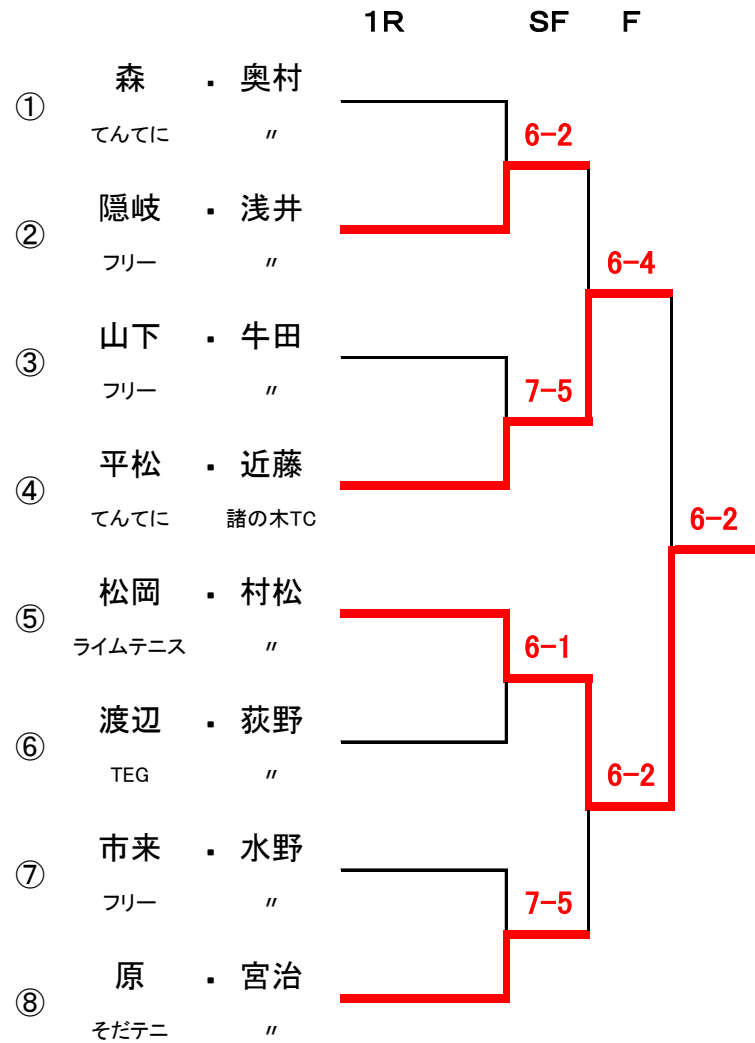 1R SF F
① 森 ・ 奥村
てんてに 〃
6-2
② 隠岐 ・ 浅井
フリー 〃
6-4
③ 山下 ・ 牛田
フリー 〃
7-5
④ 平松 ・ 近藤
てんてに 諸の木TC
6-2
⑤ 松岡 ・ 村松
ライムテニス 〃
6-1
⑥ 渡辺 ・ 荻野
TEG 〃
6-2
⑦ 市来 ・ 水野
フリー 〃
7-5
⑧ 原 ・ 宮治
そだテニ 〃